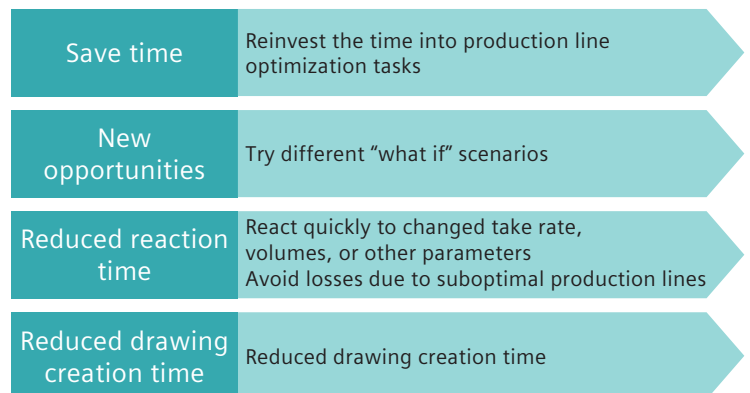 Save time
Reinvest the time into production line
optimization tasks
New
opportunities
Try different “what if” scenarios
Reduced reaction
time
React quickly to changed take rate,
volumes, or other parameters
Avoid losses due to suboptimal production lines
Reduced drawing
creation time
Reduced drawing creation time